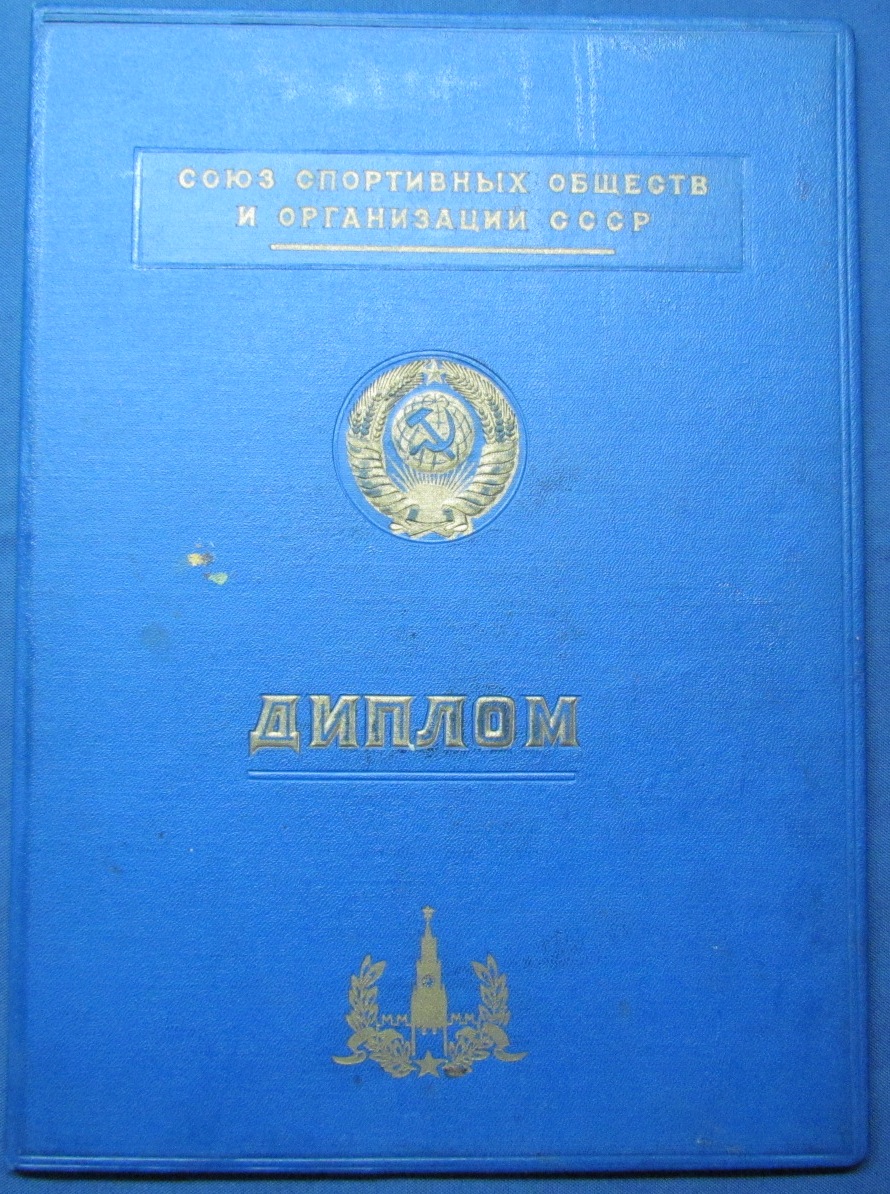 СОЮЗ СПОРТИВНЫХ ОБЩЕСТВ
И ОРГАНИЗАЦИЙ СССР
ДИПЛОМ